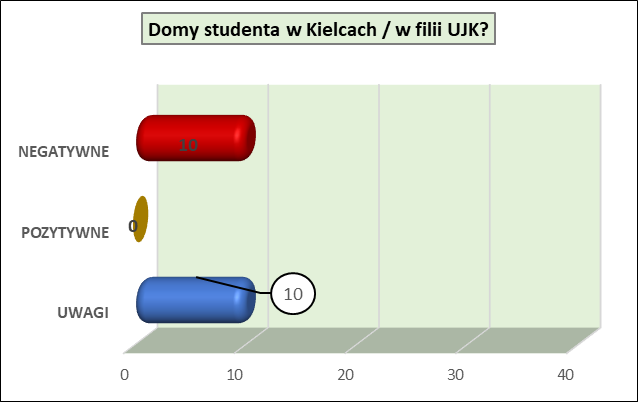 Domy studenta w Kielcach / w filii UJK?
NEGATYWNE
10
POZYTYWNE
0
UWAGI
10
0 10 20 30 40